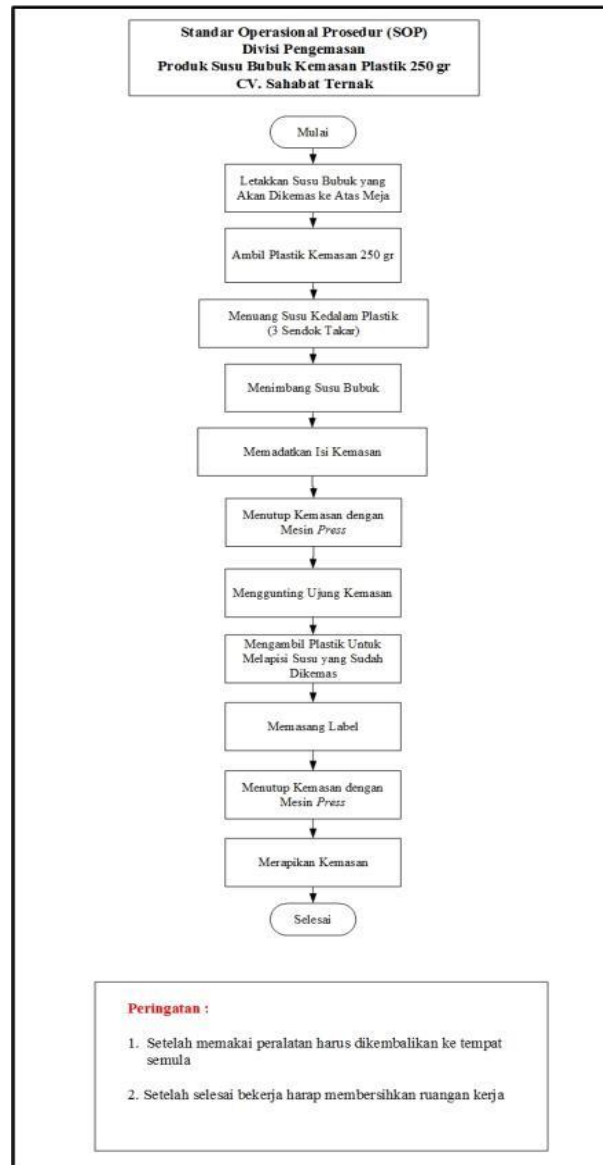 Standar Operasional Prosedur (SOP)
Divisi Pengemasan
Produk Susu Bubuk Kemasan Plastik 250 gr
CV. Sahabat Ternak
Mulai
Letakkan Susu Bubuk yang
Akan Dikemas ke Atas Meja
Ambil Plastik Kemasan 250 gr
Menuang Susu Kedalam Plastik
(3 Sendok Takar)
Menimbang Susu Bubuk
Memadatkan Isi Kemasan
Menutup Kemasan dengan
Mesin Press
Menggunting Ujung Kemasan
Mengambil Plastik Untuk
Melapisi Susu yang Sudah
Dikemas
Memasang Label
Menutup Kemasan dengan
Mesin Press
Merapikan Kemasan
Selesai
Peringatan :
1. Setelah memakai peralatan harus dikembalikan ke tempat
semula
2. Setelah selesai bekerja harap membersihkan ruangan kerja